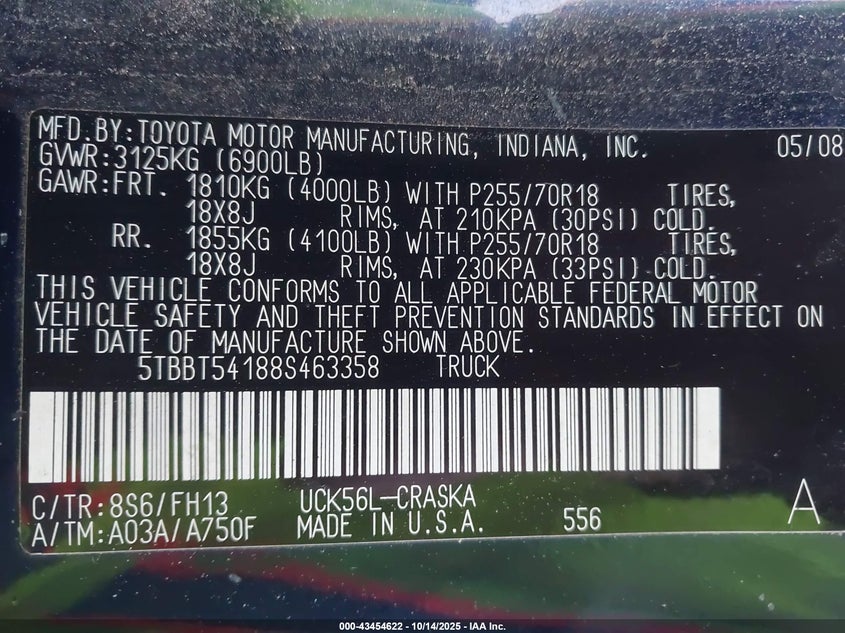 MFD.BY:TOYOTA MOTOR MANUFACTURING, INDIANA, INC. 05/08
GVWR:3125KG (6900LB)
GAWR:FRT. 1810KG (4000LB) WITH P255/70R18 TIRES,
18X8J RIMS, AT 210KPA (30PSI) COLD.
RR. 1855KG (4100LB) WITH P255/70R18 TIRES,
18X8J RIMS, AT 230KPA (33PSI) COLD.
THIS VEHICLE CONFORMS TO ALL APPLICABLE FEDERAL MOTOR
VEHICLE SAFETY AND THEFT PREVENTION STANDARDS IN EFFECT ON
THE DATE OF MANUFACTURE SHOWN ABOVE.
5TBBT54188S463358 TRUCK
C/TR:8S6/FH13 UCK56L-CRASKA
A/TM:A03A/A750F MADE IN U.S.A. 556 A
000-43454622 - 10/14/2025 - IAA Inc.